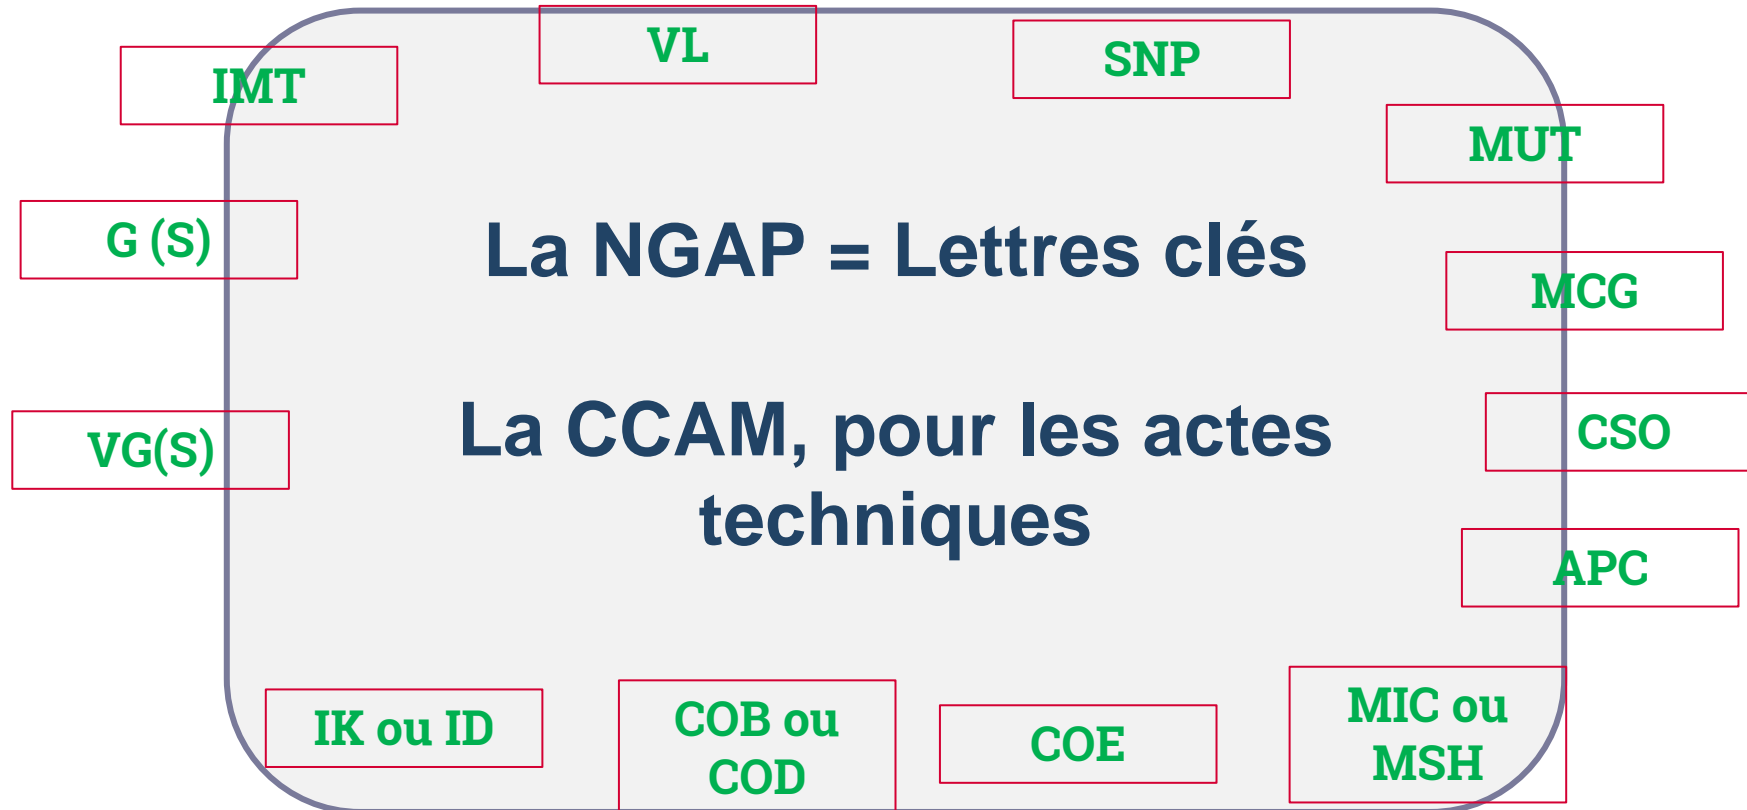 VL
SNP
IMT
MUT
G (S)
La NGAP = Lettres clés
MCG
VG(S)
La CCAM, pour les actes
techniques
CSO
APC
IK ou ID
COB ou
COD
COE
MIC ou
MSH